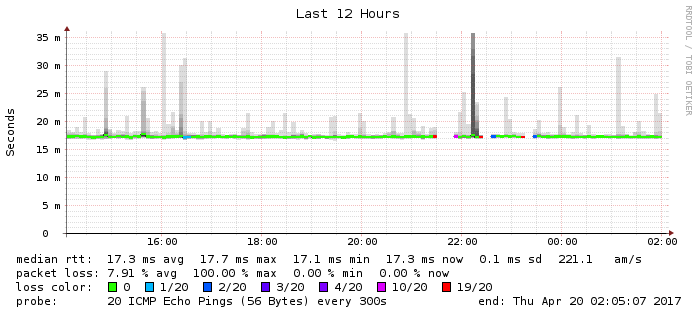 Last 12 Hours
RRDTOOL / TOBI OETIKER
Seconds
35 m
30 m
25 m
20 m
15 m
10 m
5 m
0
16:00 18:00 20:00 22:00 00:00 02:00
median rtt: 17.3 ms avg 17.7 ms max 17.1 ms min 17.3 ms now 0.1 ms sd 221.1 am/s
packet loss: 7.91 % avg 100.00 % max 0.00 % min 0.00 % now
loss color: 0 1/20 2/20 3/20 4/20 10/20 19/20
probe: 20 ICMP Echo Pings (56 Bytes) every 300s end: Thu Apr 20 02:05:07 2017